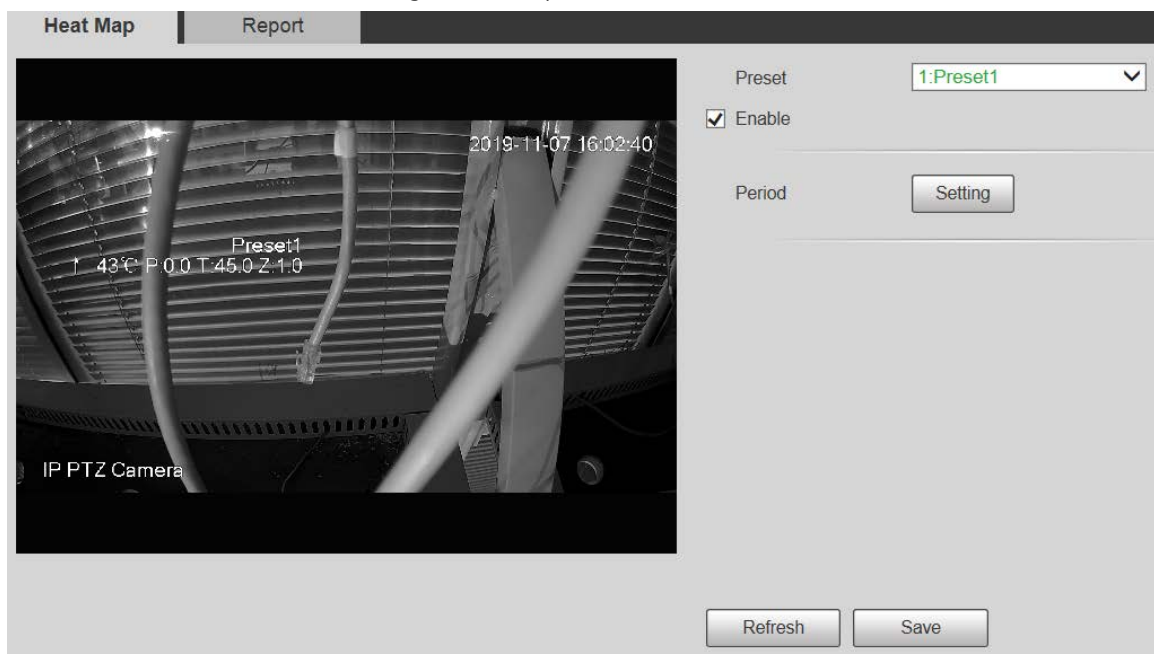 Heat Map
Report
2019-11-07 16:02:40
Preset1
↑ 43℃ P:0.0 T:45.0 Z:1.0
IP PTZ Camera
Preset
1:Preset1
Enable
Period
Setting
Refresh
Save